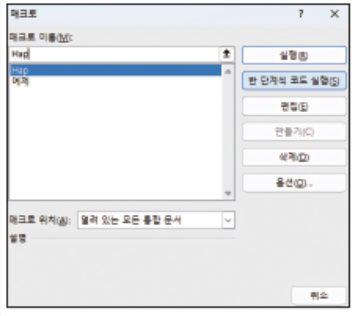 매크로 ? ×
매크로 이름(M):
Hap
실행(R)
Hap
어제
한 단계씩 코드 실행(S)
편집(E)
만들기(C)
삭제(D)
옵션(O)...
매크로 위치(A): 열려 있는 모든 통합 문서
설명
취소